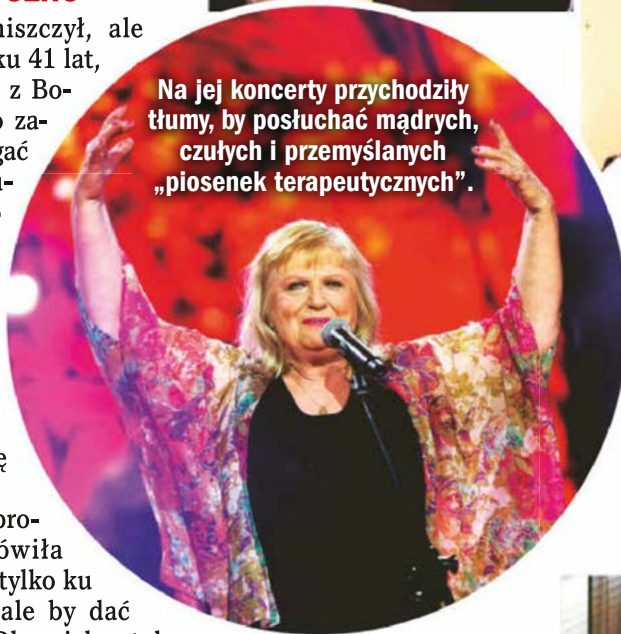 niszczył, ale
ku 41 lat,
z Bo-
za-
gać
ę
pro-
ówiła
tylko ku
ale by dać
Na jej koncerty przychodziły
tłumy, by posłuchać mądrych,
czułych i przemyślanych
„piosenek terapeutycznych”.